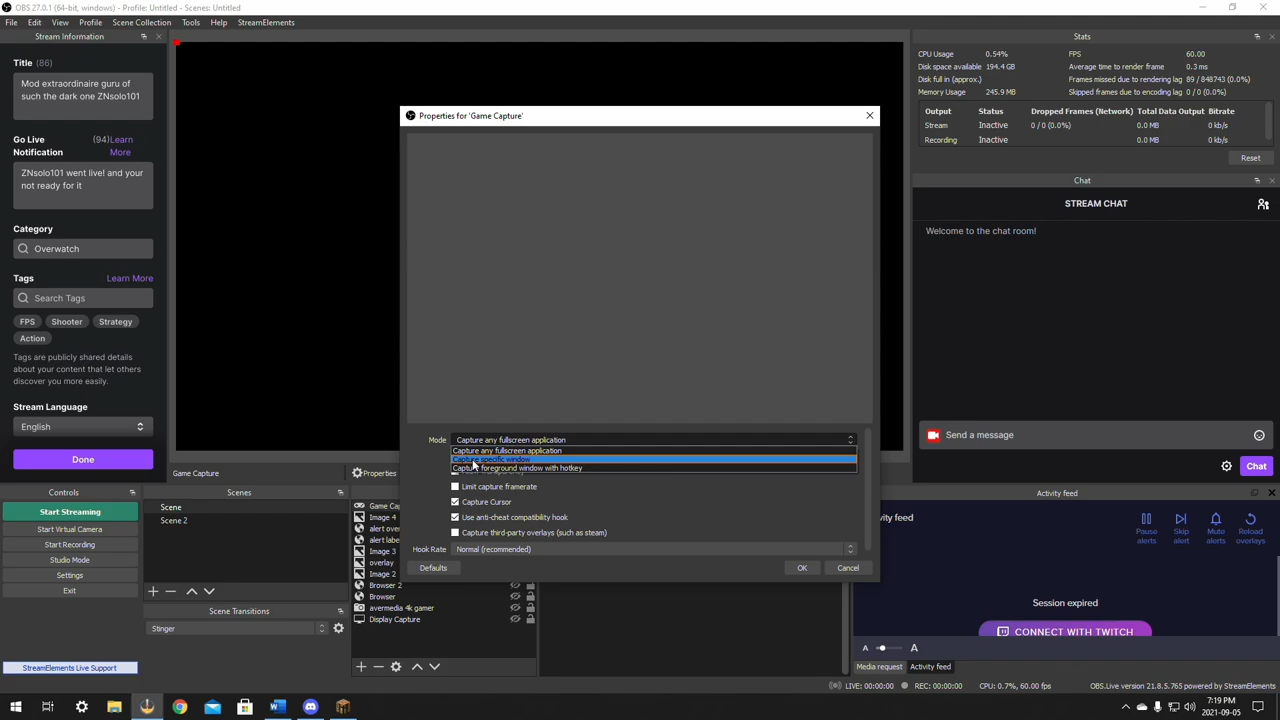 OBS 27.0.1 (64-bit, windows) - Profile: Untitled - Scenes: Untitled
File Edit View Profile Scene Collection Tools Help StreamElements
Stream Information
Title (86)
Mod extraordinaire guru of
such the dark one ZNsolo101
Go Live
Notification
(94)Learn
More
ZNsolo101 went live! and your
not ready for it
Category
Overwatch
Tags
Learn More
Search Tags
FPS Shooter Strategy
Action
Tags are publicly shared details
about your content that let others
discover you more easily.
Stream Language
English
Done
Properties for 'Game Capture'
Mode Capture any fullscreen application
Capture any fullscreen application
Capture specific window
Capture foreground window with hotkey
Limit capture framerate
Capture Cursor
Use anti-cheat compatibility hook
Capture third-party overlays (such as steam)
Hook Rate Normal (recommended)
Defaults OK Cancel
Stats
CPU Usage 0.54% FPS 60.00
Disk space available 194.4 GB Average time to render frame 0.3 ms
Disk full in (approx.) Frames missed due to rendering lag 89 / 848743 (0.0%)
Memory Usage 245.9 MB Skipped frames due to encoding lag 0 / 0 (0.0%)
Output Status Dropped Frames (Network) Total Data Output Bitrate
Stream Inactive 0 / 0 (0.0%) 0.0 MB 0 kb/s
Recording Inactive 0.0 MB 0 kb/s
Reset
Chat
STREAM CHAT
Welcome to the chat room!
Send a message
Chat
Game Capture Properties
Controls
Start Streaming
Start Virtual Camera
Start Recording
Studio Mode
Settings
Exit
StreamElements Live Support
Scenes
Scene
Scene 2
Scene Transitions
Stinger
Game Cap
Image 4
alert over
alert labe
Image 3
overlay
Image 2
Browser 2
Browser
avermedia 4k gamer
Display Capture
Activity feed
vity feed
Pause
alerts
Skip
alert
Mute
alerts
Reload
overlays
Session expired
CONNECT WITH TWITCH
A A
Media request Activity feed
LIVE: 00:00:00 REC: 00:00:00 CPU: 0.7%, 60.00 fps OBS.Live version 21.8.5.765 powered by StreamElements
7:19 PM
2021-09-05